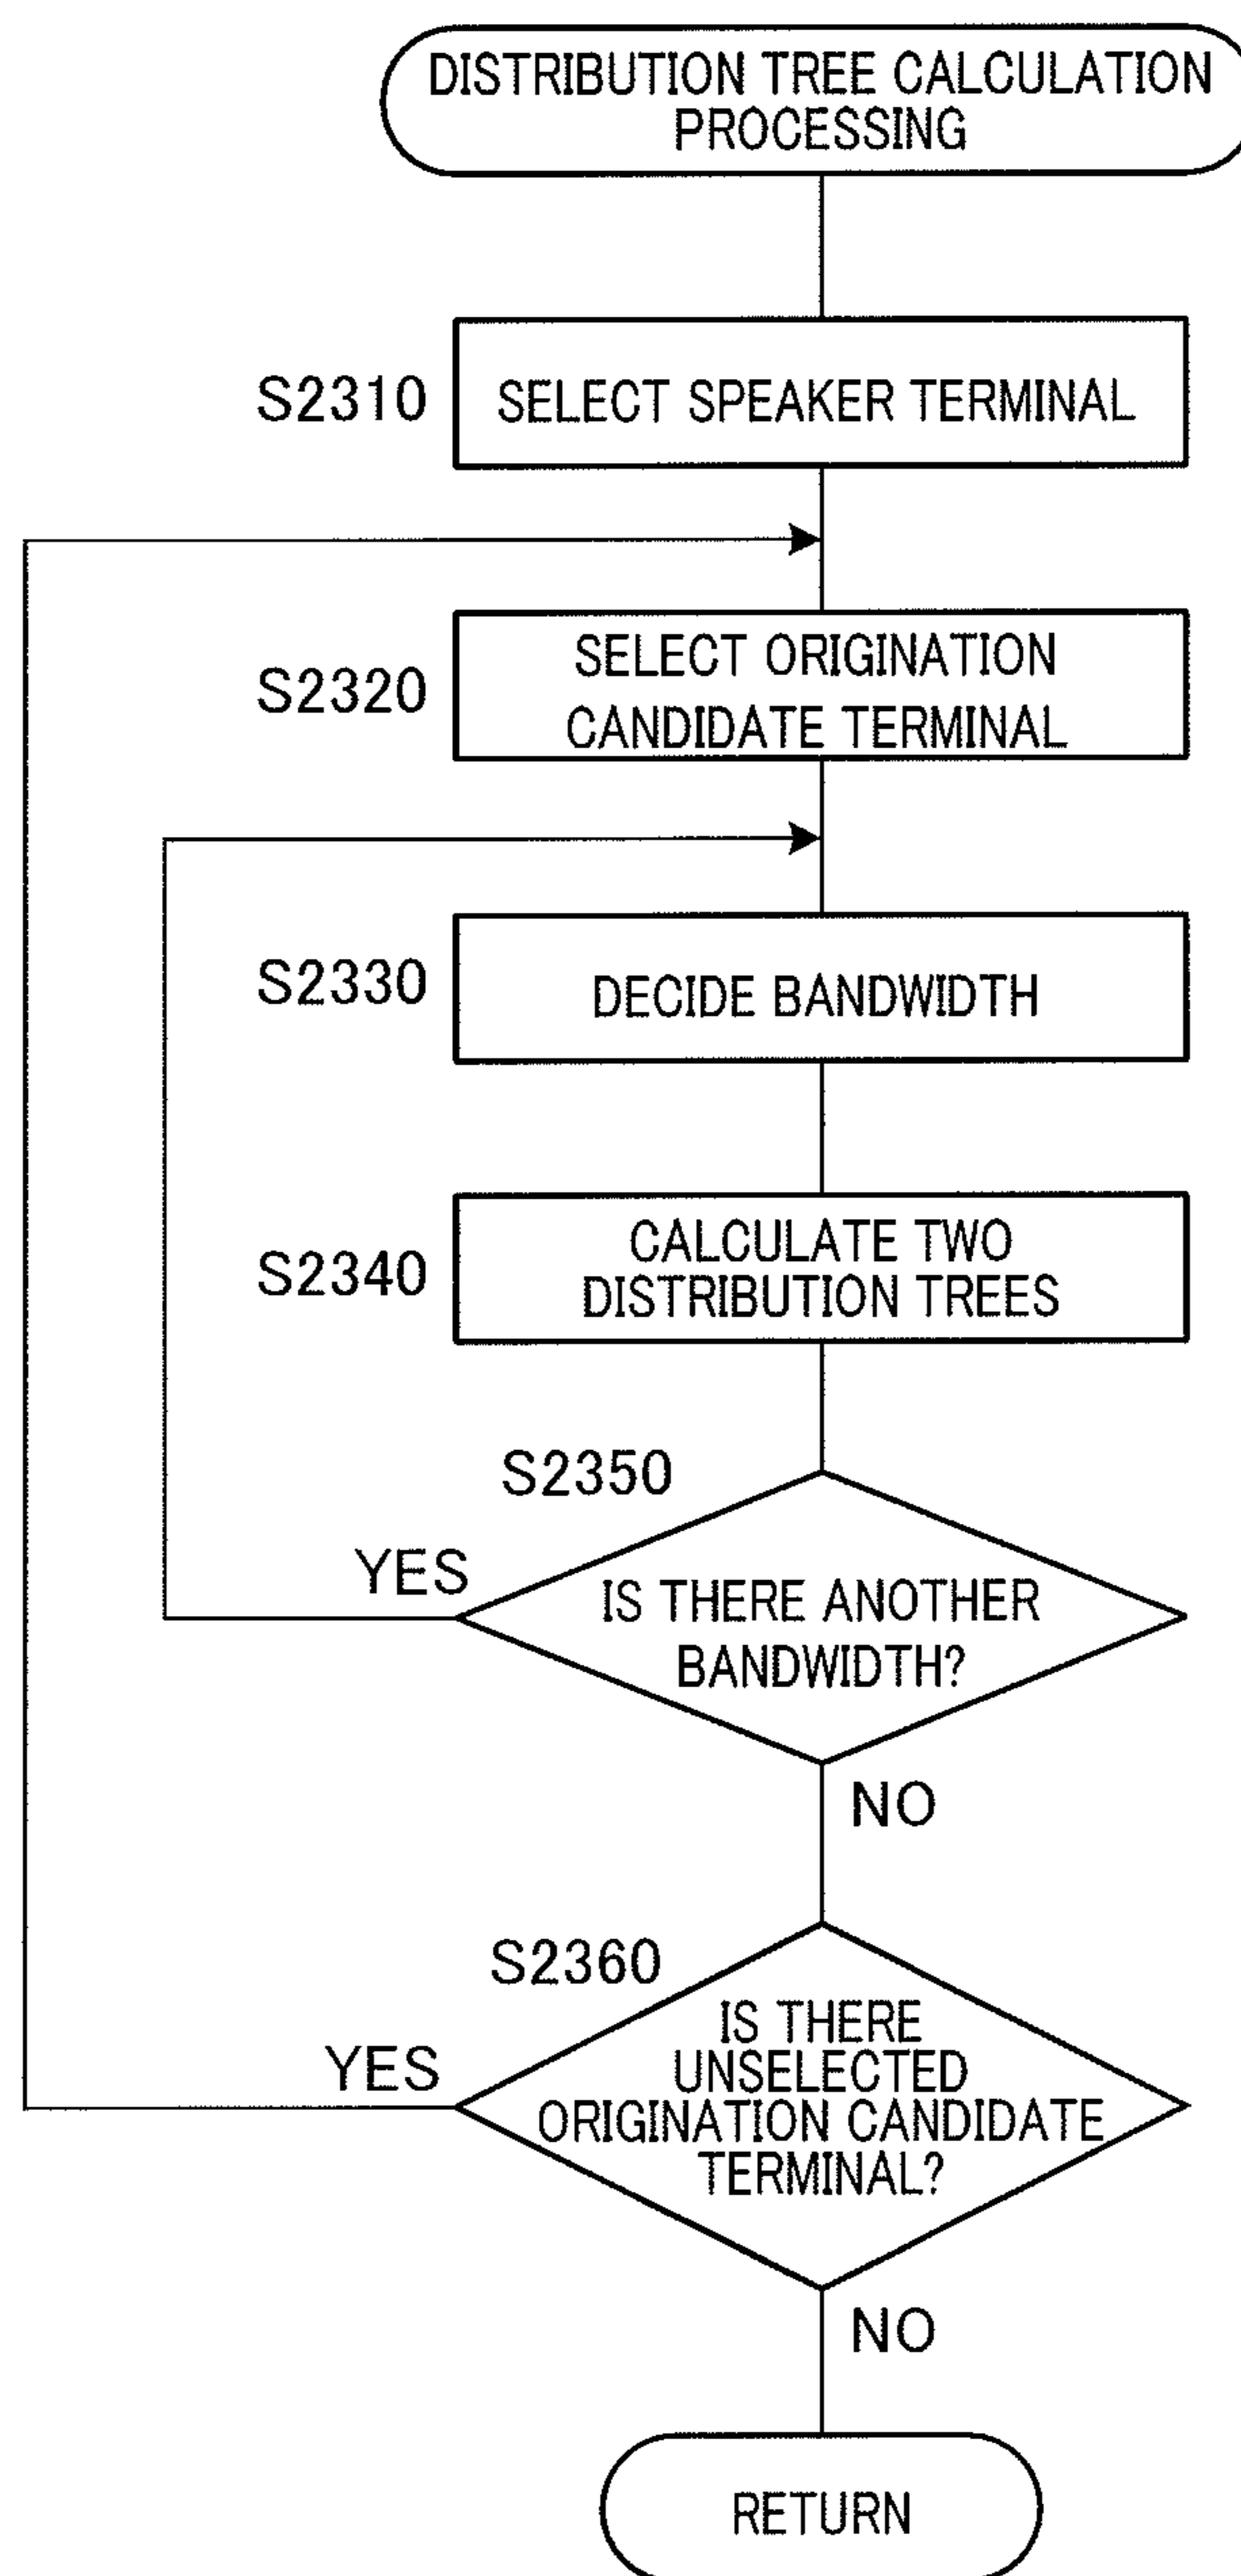 DISTRIBUTION TREE CALCULATION
PROCESSING
S2310
SELECT SPEAKER TERMINAL
S2320
SELECT ORIGINATION
CANDIDATE TERMINAL
S2330
DECIDE BANDWIDTH
S2340
CALCULATE TWO
DISTRIBUTION TREES
S2350
YES
IS THERE ANOTHER
BANDWIDTH?
NO
S2360
YES
IS THERE
UNSELECTED
ORIGINATION CANDIDATE
TERMINAL?
NO
RETURN